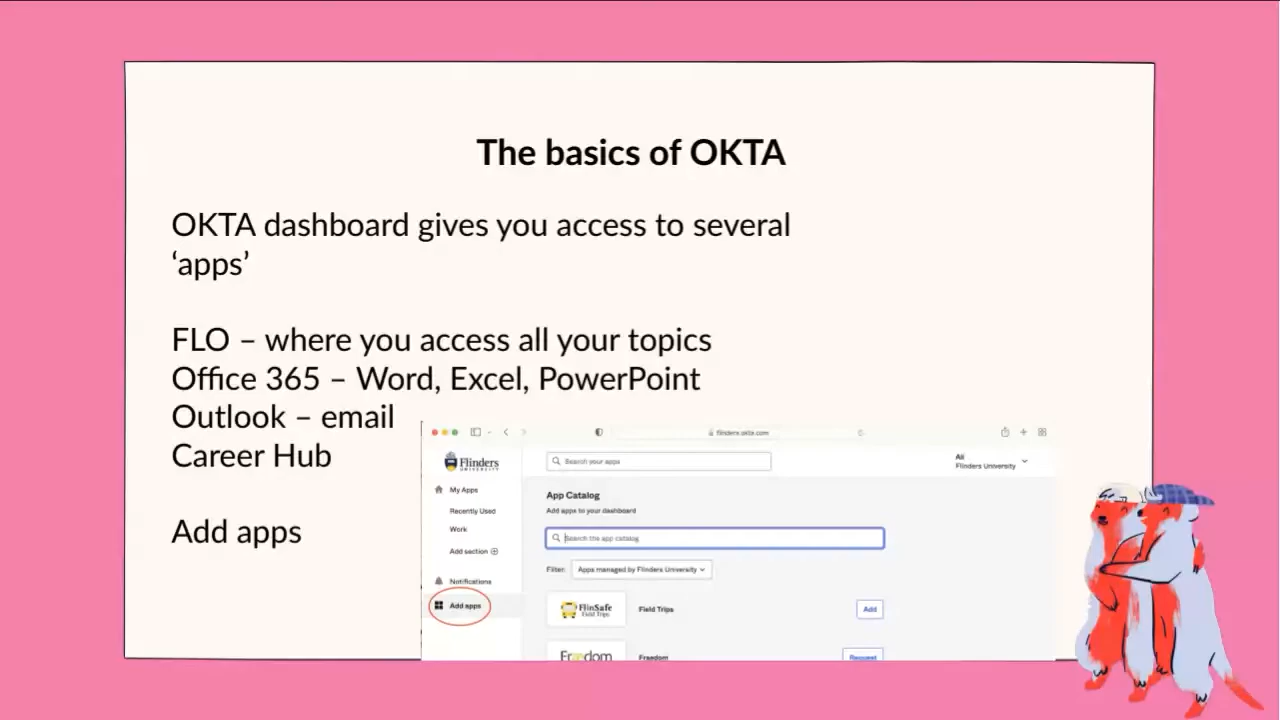 The basics of OKTA
OKTA dashboard gives you access to several
‘apps’
FLO – where you access all your topics
Office 365 – Word, Excel, PowerPoint
Outlook – email
Career Hub
Add apps
flinders.okta.com
Flinders
UNIVERSITY
Search your apps
Ali
Flinders University
My Apps
Recently Used
Work
Add section
Notifications
Add apps
App Catalog
Add apps to your dashboard
Search the app catalog
Filter: Apps managed by Flinders University
FlinSafe
Field Trips
Field Trips
Add
Freedom
Freedom
Request